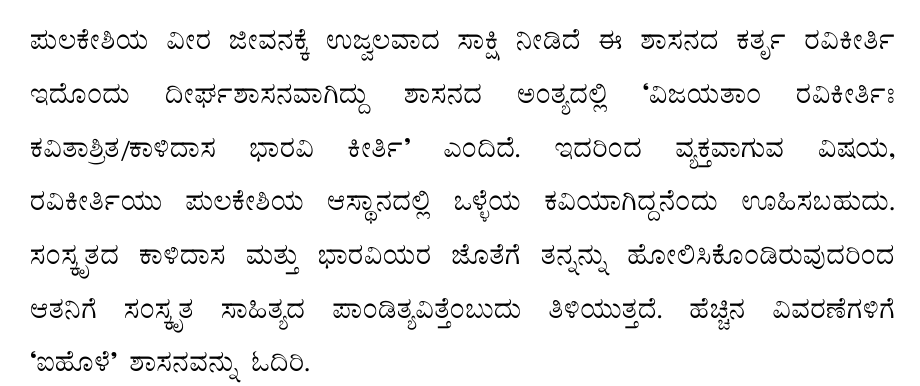 ಪುಲಕೇಶಿಯ ವೀರ ಜೀವನಕ್ಕೆ ಉಜ್ವಲವಾದ ಸಾಕ್ಷಿ ನೀಡಿದೆ ಈ ಶಾಸನದ ಕರ್ತೃ ರವಿಕೀರ್ತಿ
ಇದೊಂದು ದೀರ್ಘಶಾಸನವಾಗಿದ್ದು ಶಾಸನದ ಅಂತ್ಯದಲ್ಲಿ ‘ವಿಜಯತಾಂ ರವಿಕೀರ್ತಿಃ
ಕವಿತಾಶ್ರಿತ/ಕಾಳಿದಾಸ ಭಾರವಿ ಕೀರ್ತಿ’ ಎಂದಿದೆ. ಇದರಿಂದ ವ್ಯಕ್ತವಾಗುವ ವಿಷಯ,
ರವಿಕೀರ್ತಿಯು ಪುಲಕೇಶಿಯ ಆಸ್ಥಾನದಲ್ಲಿ ಒಳ್ಳೆಯ ಕವಿಯಾಗಿದ್ದನೆಂದು ಊಹಿಸಬಹುದು.
ಸಂಸ್ಕೃತದ ಕಾಳಿದಾಸ ಮತ್ತು ಭಾರವಿಯರ ಜೊತೆಗೆ ತನ್ನನ್ನು ಹೋಲಿಸಿಕೊಂಡಿರುವುದರಿಂದ
ಆತನಿಗೆ ಸಂಸ್ಕೃತ ಸಾಹಿತ್ಯದ ಪಾಂಡಿತ್ಯವಿತ್ತೆಂಬುದು ತಿಳಿಯುತ್ತದೆ. ಹೆಚ್ಚಿನ ವಿವರಣೆಗಳಿಗೆ
‘ಐಹೊಳೆ’ ಶಾಸನವನ್ನು ಓದಿರಿ.